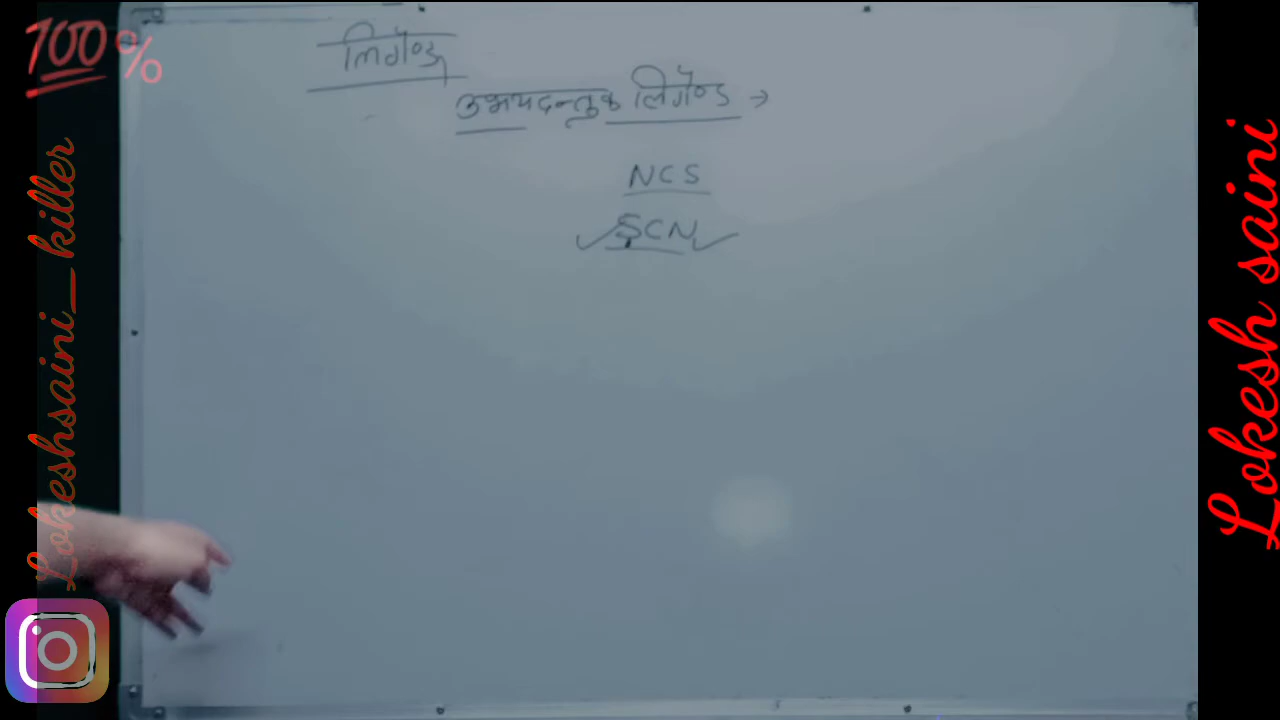 100%
लिगेण्ड
उभयदन्तुक लिगेण्ड →
NCS
SCN
Lokeshsaini_killer
Lokesh saini